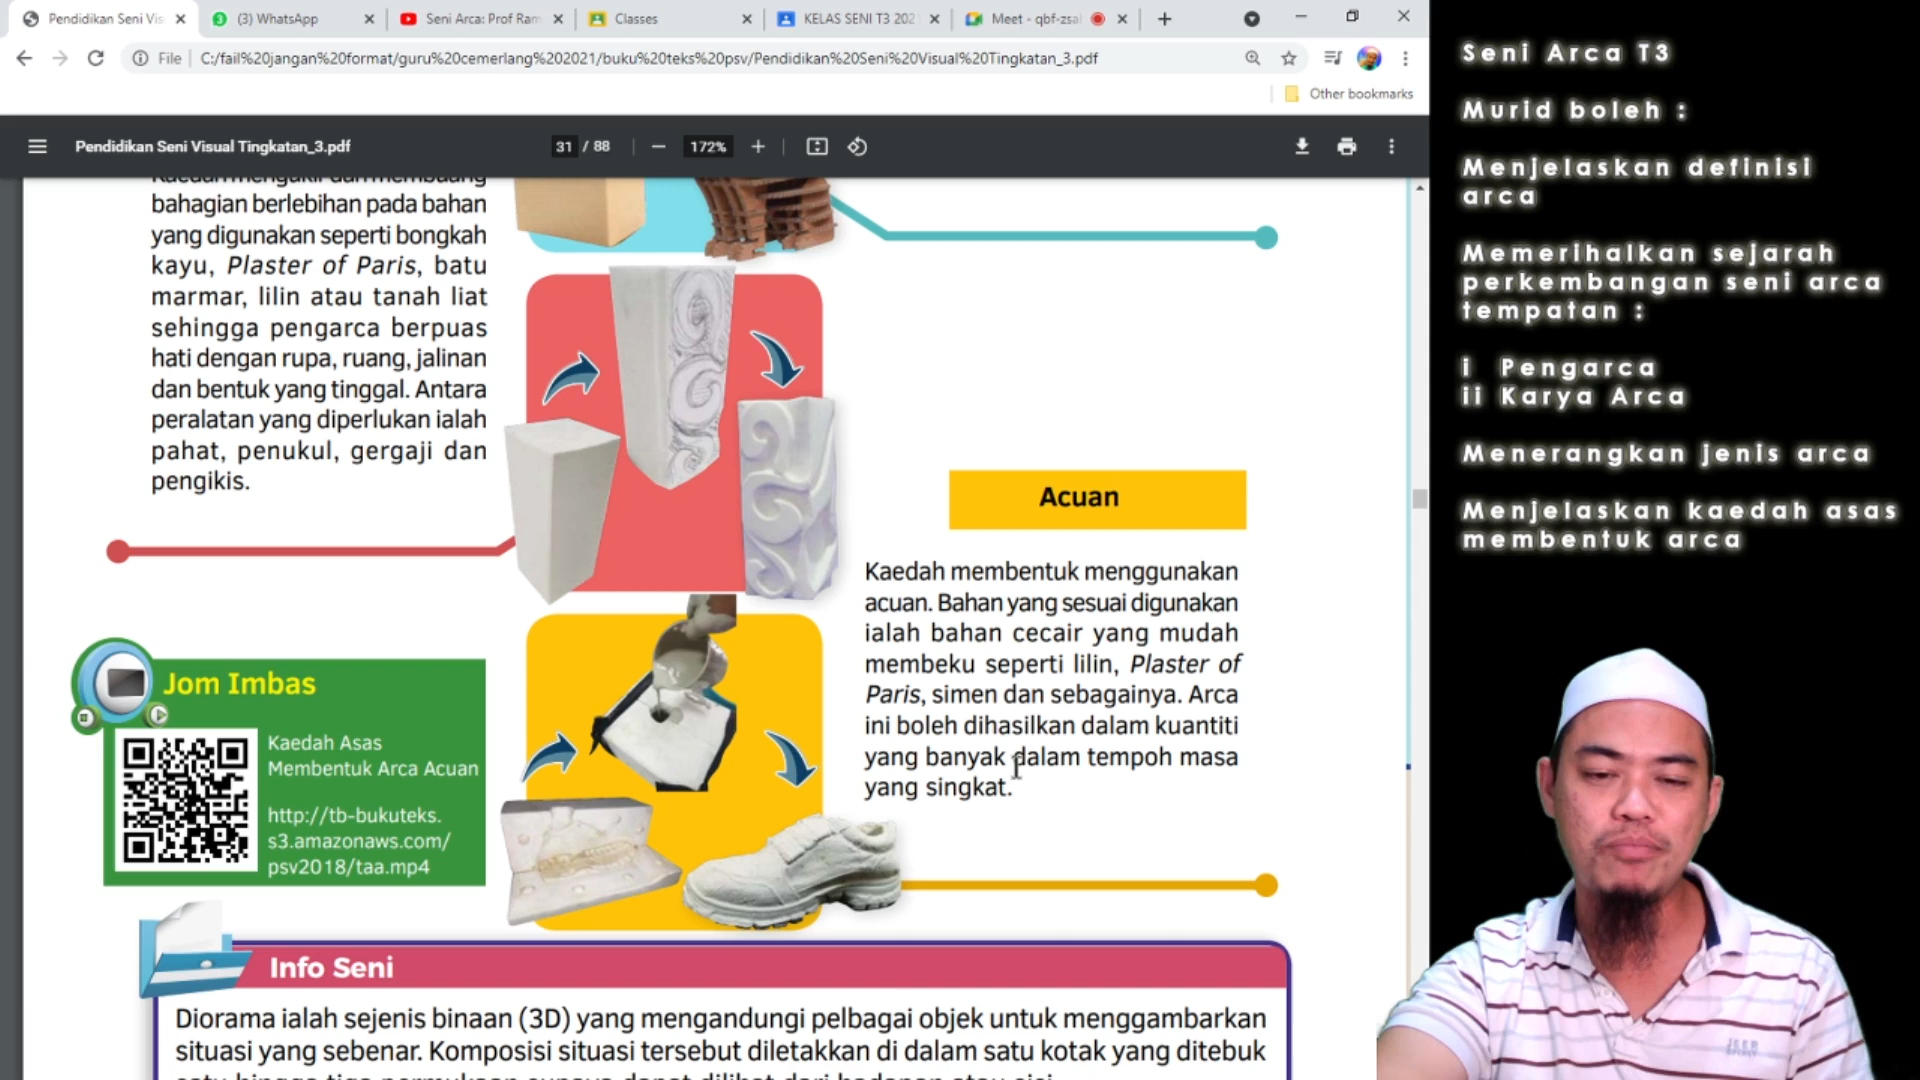 Pendidikan Seni Vis
(3) WhatsApp
Seni Arca: Prof Ram
Classes
KELAS SENI T3 202
Meet - qbf-zsa
File
C:/fail%20jangan%20format/guru%20cemerlang%202021/buku%20teks%20psv/Pendidikan%20Seni%20Visual%20Tingkatan_3.pdf
Other bookmarks
Pendidikan Seni Visual Tingkatan_3.pdf
31 / 88
172%
bahagian berlebihan pada bahan
yang digunakan seperti bongkah
kayu, Plaster of Paris, batu
marmar, lilin atau tanah liat
sehingga pengarca berpuas
hati dengan rupa, ruang, jalinan
dan bentuk yang tinggal. Antara
peralatan yang diperlukan ialah
pahat, penukul, gergaji dan
pengikis.
Acuan
Kaedah membentuk menggunakan
acuan. Bahan yang sesuai digunakan
ialah bahan cecair yang mudah
membeku seperti lilin, Plaster of
Paris, simen dan sebagainya. Arca
ini boleh dihasilkan dalam kuantiti
yang banyak dalam tempoh masa
yang singkat.
Jom Imbas
Kaedah Asas
Membentuk Arca Acuan
http://tb-bukuteks.
s3.amazonaws.com/
psv2018/taa.mp4
Info Seni
Diorama ialah sejenis binaan (3D) yang mengandungi pelbagai objek untuk menggambarkan
situasi yang sebenar. Komposisi situasi tersebut diletakkan di dalam satu kotak yang ditebuk
Seni Arca T3
Murid boleh :
Menjelaskan definisi
arca
Memerihalkan sejarah
perkembangan seni arca
tempatan :
i Pengarca
ii Karya Arca
Menerangkan jenis arca
Menjelaskan kaedah asas
membentuk arca